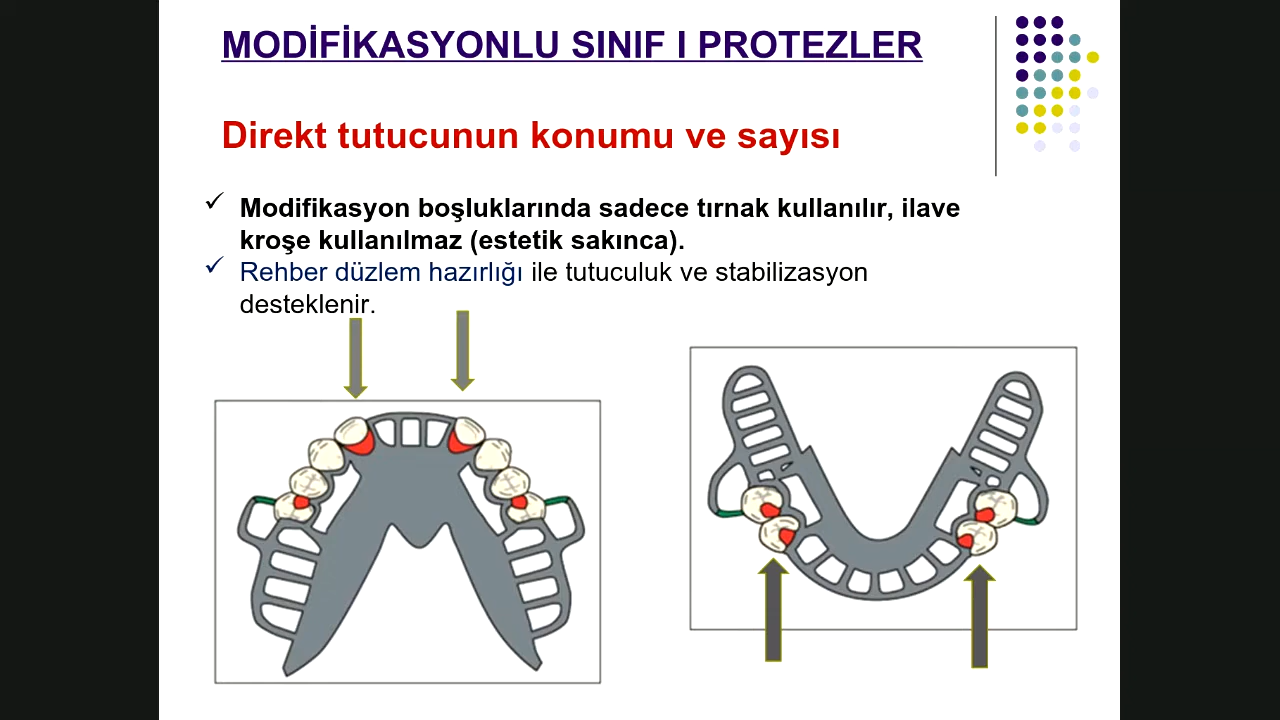 MODİFİKASYONLU SINIF I PROTEZLER
Direkt tutucunun konumu ve sayısı
✓ Modifikasyon boşluklarında sadece tırnak kullanılır, ilave
kroşe kullanılmaz (estetik sakınca).
✓ Rehber düzlem hazırlığı ile tutuculuk ve stabilizasyon
desteklenir.